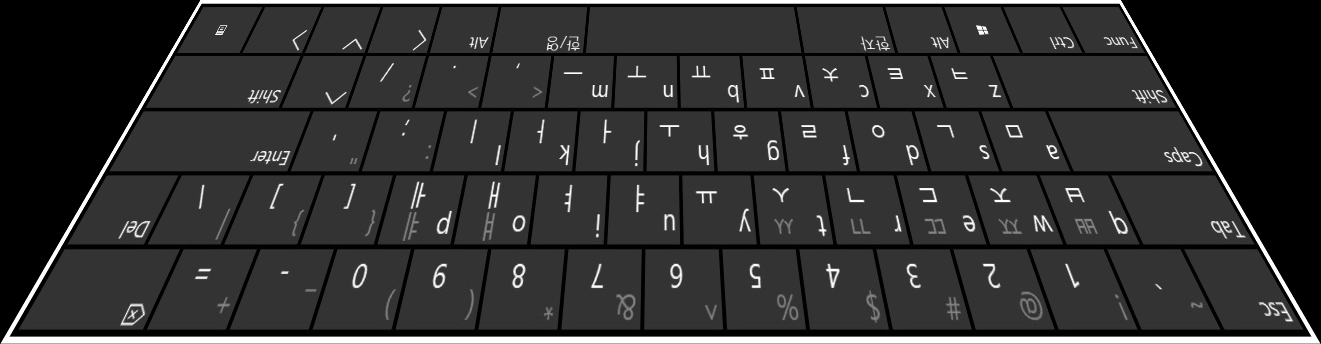 Esc ~ ` ! 1 @ 2 # 3 $ 4 % 5 ^ 6 & 7 * 8 ( 9 ) 0 _ - + =
Tab q ㅃ ㅂ w ㅉ ㅈ e ㄸ ㄷ r ㄲ ㄱ t ㅆ ㅅ y ㅛ u ㅕ i ㅑ o ㅒ ㅐ p ㅖ ㅔ { [ } ] | \ Del
Caps a ㅁ s ㄴ d ㅇ f ㄹ g ㅎ h ㅗ j ㅓ k ㅏ l ㅣ : ; " ' Enter
Shift z ㅋ x ㅌ c ㅊ v ㅍ b ㅠ n ㅜ m ㅡ < , > . ? / Shift
Func Ctrl Alt 한자 한/영 Alt